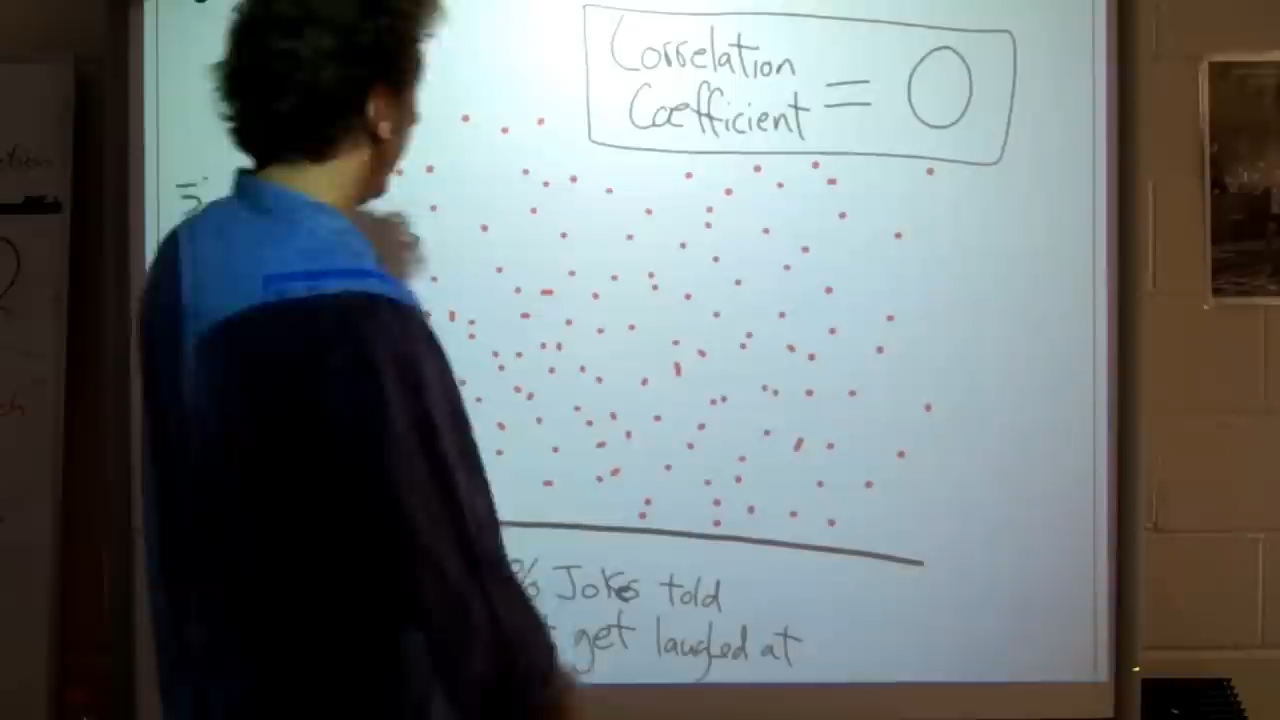 Correlation
Coefficient = 0
% Jokes told
get laughed at